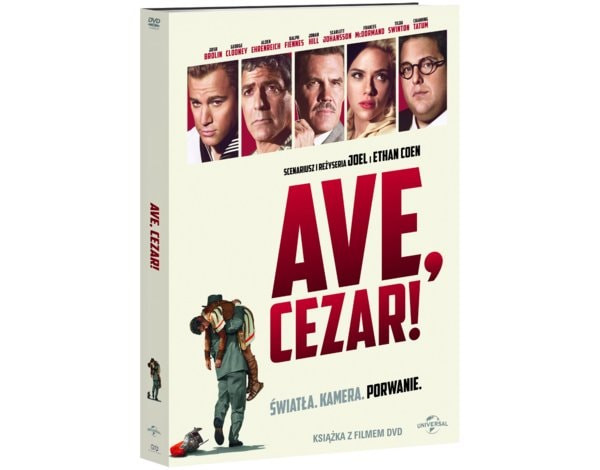 DVD
AVE, CEZAR!
JOSH BROLIN
GEORGE CLOONEY
ALDEN EHRENREICH
RALPH FIENNES
JONAH HILL
SCARLETT JOHANSSON
FRANCES McDORMAND
TILDA SWINTON
CHANNING TATUM
SCENARIUSZ I REŻYSERIA JOEL I ETHAN COEN
AVE,
CEZAR!
ŚWIATŁA. KAMERA. PORWANIE.
KSIĄŻKA Z FILMEM DVD
UNIVERSAL